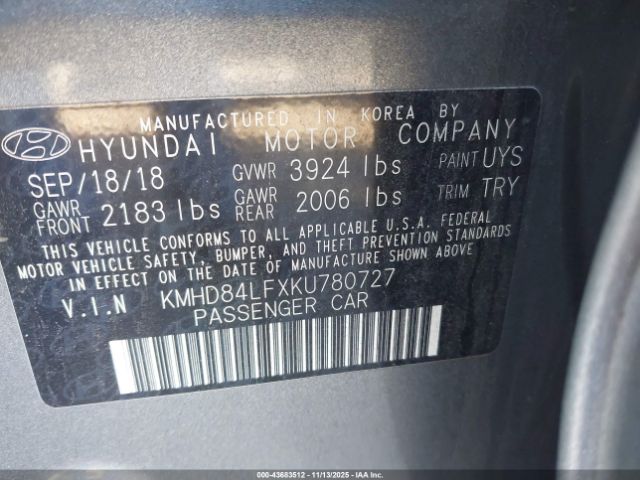 MANUFACTURED IN KOREA BY
HYUNDAI MOTOR COMPANY
SEP/18/18 GVWR 3924 lbs PAINT UYS
GAWR FRONT 2183 lbs GAWR REAR 2006 lbs TRIM TRY
THIS VEHICLE CONFORMS TO ALL APPLICABLE U.S.A. FEDERAL
MOTOR VEHICLE SAFETY, BUMPER, AND THEFT PREVENTION STANDARDS
IN EFFECT ON THE DATE OF MANUFACTURE SHOWN ABOVE
V.I.N KMHD84LFXKU780727
PASSENGER CAR
000-43683512 - 11/13/2025 - IAAI.CA